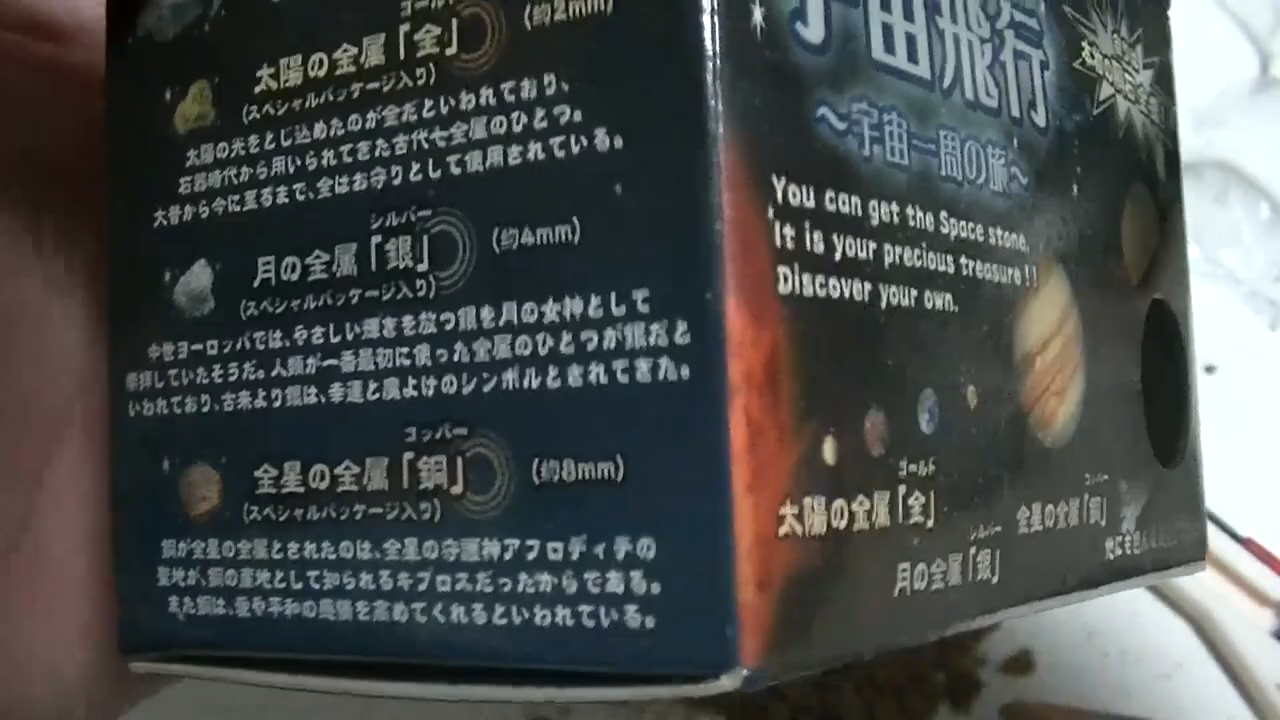 ゴールド
太陽の金属「金」
(約2mm)
(スペシャルパッケージ入り)
太陽の光をとじ込めたのが金だといわれており、
石器時代から用いられてきた古代七金属のひとつ。
大昔から今に至るまで、金はお守りとして使用されている。
シルバー
月の金属「銀」
(約4mm)
(スペシャルパッケージ入り)
中世ヨーロッパでは、やさしい輝きを放つ銀を月の女神として
崇拝していたそうだ。人類が一番最初に使った金属のひとつが銀だと
いわれており、古来より銀は、幸運と魔よけのシンボルとされてきた。
コッパー
金星の金属「銅」
(約8mm)
(スペシャルパッケージ入り)
銅が金星の金属とされたのは、金星の守護神アフロディテの
聖地が、銅の産地として知られるキプロスだったからである。
また銅は、愛や平和の感情を高めてくれるといわれている。
宇宙飛行
〜宇宙一周の旅〜
You can get the Space stone.
It is your precious treasure!!
Discover your own.
ゴールド
太陽の金属「金」
シルバー
月の金属「銀」
コッパー
金星の金属「銅」
他にも